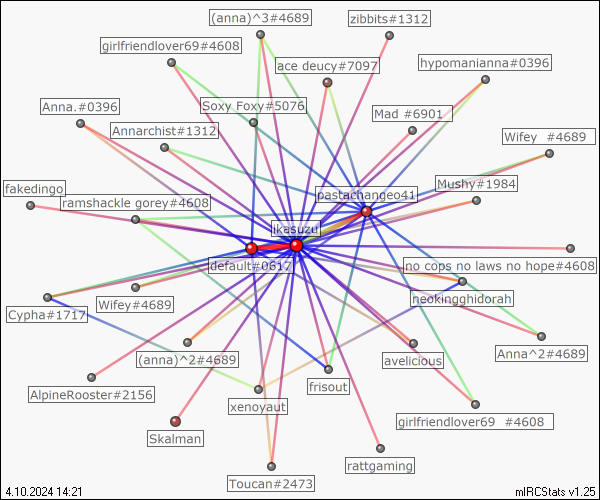 (anna)^3#4689
zibbits#1312
girlfriendlover69#4608
ace deucy#7097
hypomanianna#0396
Anna.#0396
Soxy Foxy#5076
Mad #6901
Annarchist#1312
Wifey #4689
Mushy#1984
fakedingo
ramshackle gorey#4608
pastachangeo41
ikasuzu
default#0617
no cops no laws no hope#4608
Wifey#4689
neokingghidorah
Cypha#1717
(anna)^2#4689
avelicious
Anna^2#4689
AlpineRooster#2156
frisout
xenoyaut
girlfriendlover69 #4608
Skalman
rattgaming
Toucan#2473
4.10.2024 14:21
mIRCStats v1.25